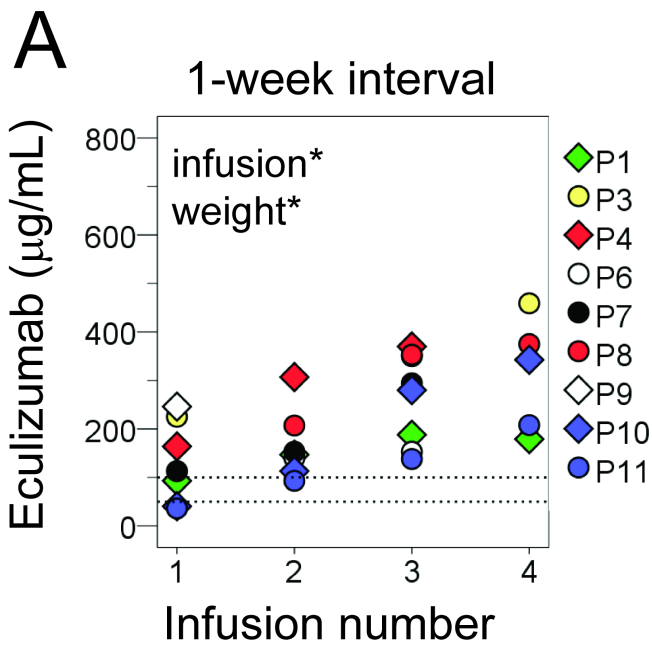 A
1-week interval
Eculizumab (µg/mL)
800
600
400
200
0
infusion*
weight*
1 2 3 4
Infusion number
P1
P3
P4
P6
P7
P8
P9
P10
P11